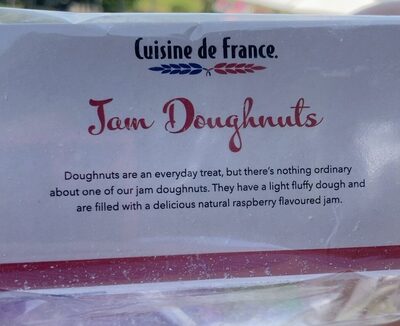 Cuisine de France.
Jam Doughnuts
Doughnuts are an everyday treat, but there's nothing ordinary
about one of our jam doughnuts. They have a light fluffy dough and
are filled with a delicious natural raspberry flavoured jam.